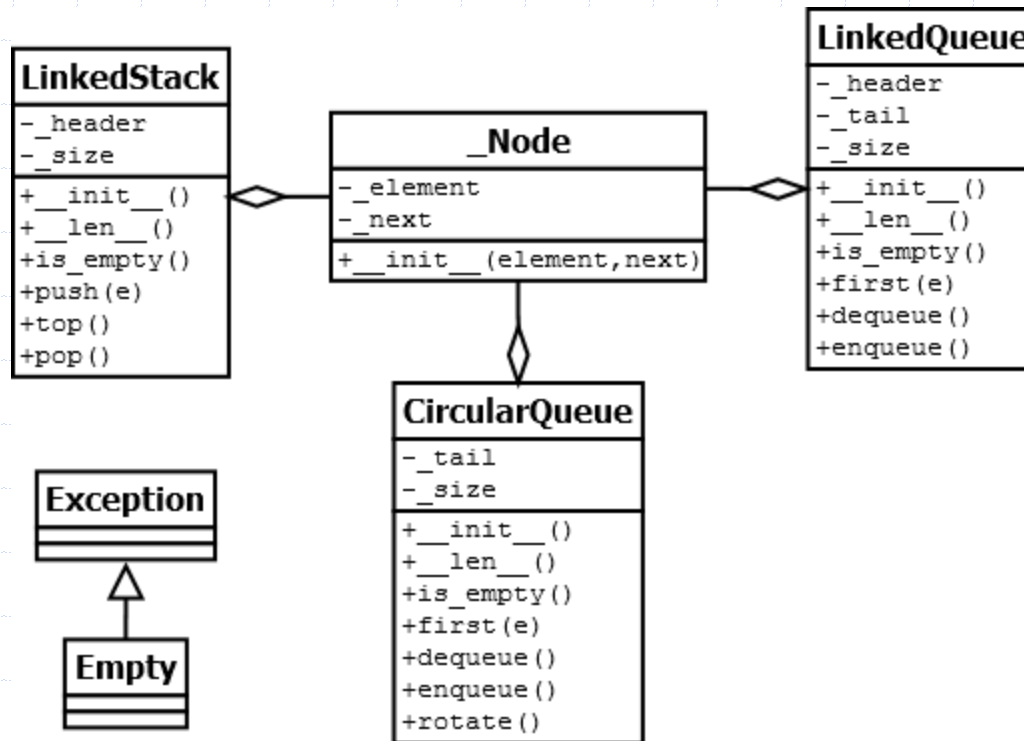 LinkedStack
-_header
-_size
+__init__()
+__len__()
+is_empty()
+push(e)
+top()
+pop()
_Node
-_element
-_next
+__init__(element,next)
LinkedQueue
-_header
-_tail
-_size
+__init__()
+__len__()
+is_empty()
+first(e)
+dequeue()
+enqueue()
CircularQueue
-_tail
-_size
+__init__()
+__len__()
+is_empty()
+first(e)
+dequeue()
+enqueue()
+rotate()
Exception
Empty